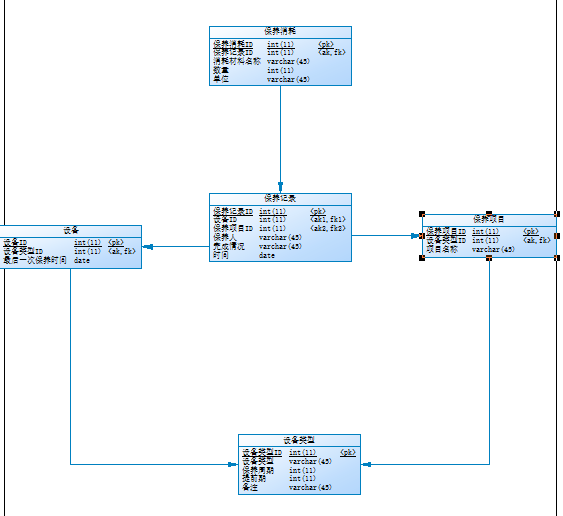 保养消耗
保养消耗ID int(11) <pk>
保养记录ID int(11) <ak,fk>
消耗材料名称 varchar(45)
数量 int(11)
单位 varchar(45)
保养记录
保养记录ID int(11) <pk>
设备ID int(11) <ak1,fk1>
保养项目ID int(11) <ak2,fk2>
保养人 varchar(45)
完成情况 varchar(45)
时间 date
保养项目
保养项目ID int(11) <pk>
设备类型ID int(11) <ak,fk>
项目名称 varchar(45)
设备
设备ID int(11) <pk>
设备类型ID int(11) <ak,fk>
最后一次保养时间 date
设备类型
设备类型ID int(11) <pk>
设备类型 varchar(45)
保养周期 int(11)
提前期 int(11)
备注 varchar(45)